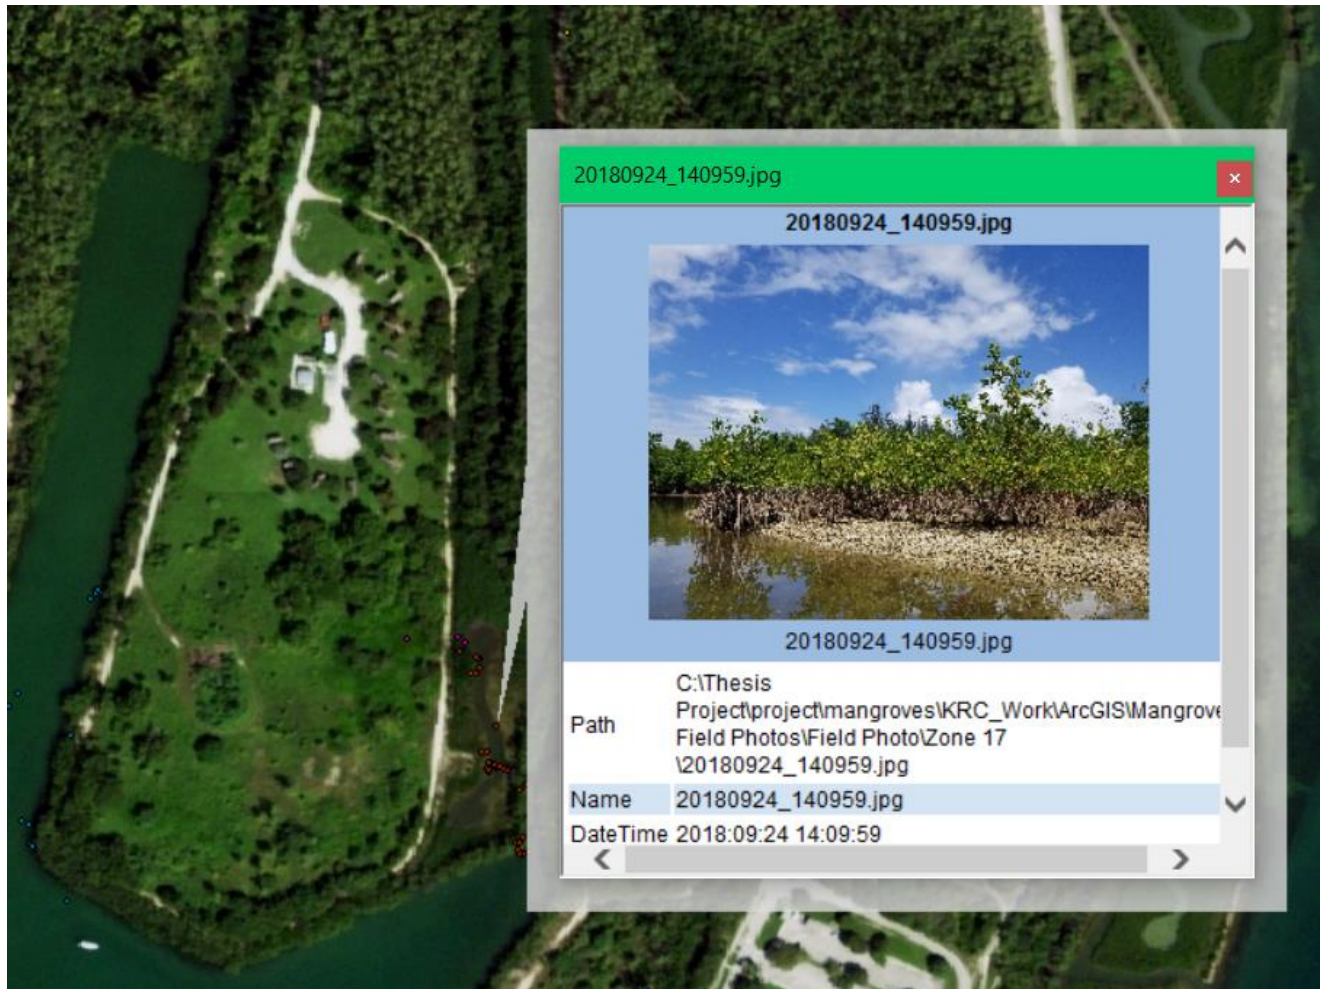 20180924_140959.jpg
20180924_140959.jpg
20180924_140959.jpg
Path
C:\Thesis
Project\project\mangroves\KRC_Work\ArcGIS\Mangrove
Field Photos\Field Photo\Zone 17
\20180924_140959.jpg
Name 20180924_140959.jpg
DateTime 2018:09:24 14:09:59